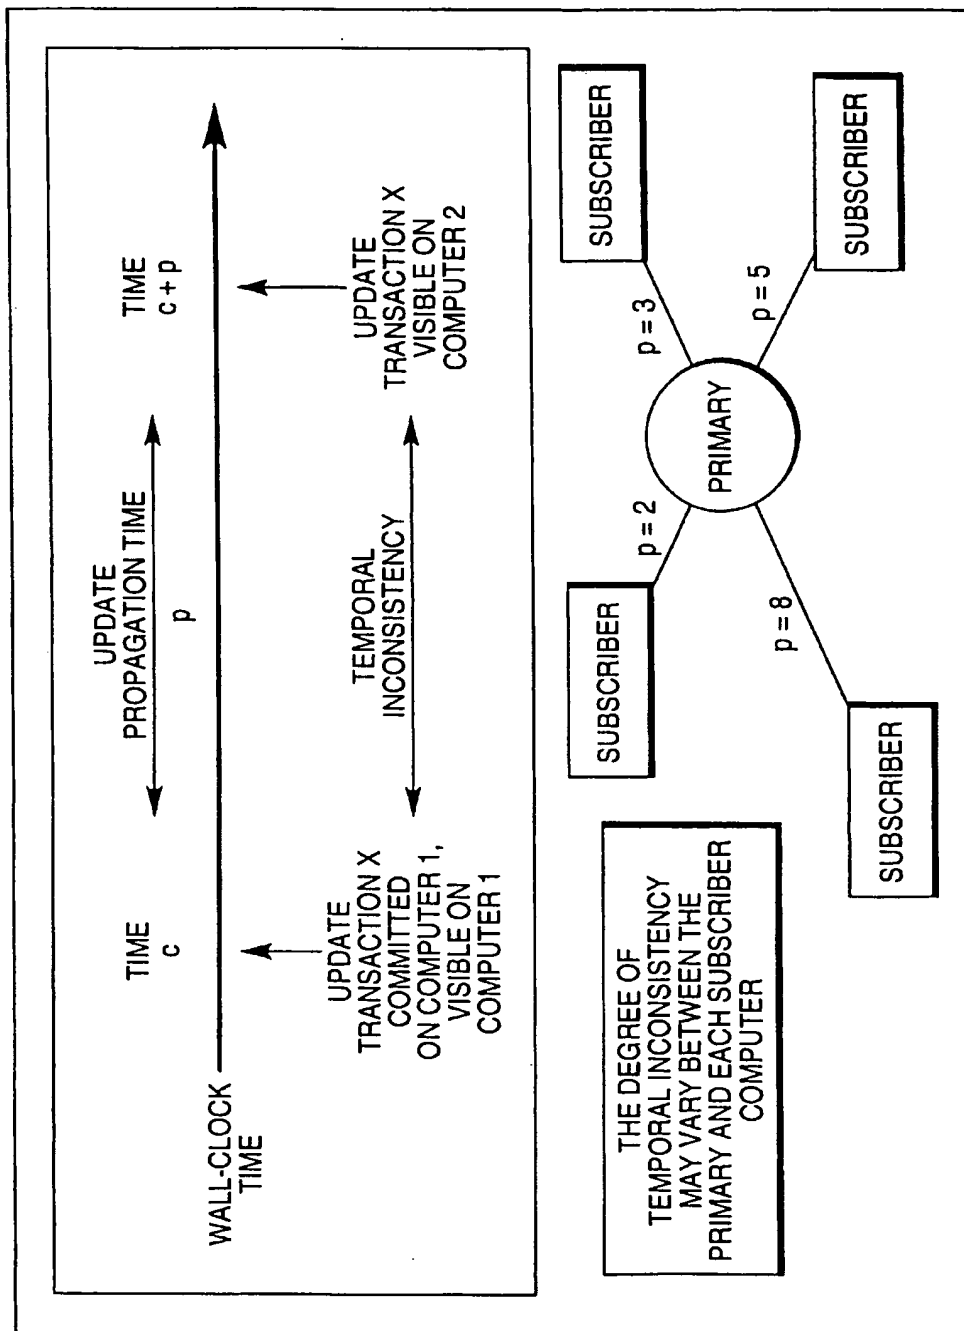 UPDATE
PROPAGATION TIME
TIME
c
p
TIME
c + p
WALL-CLOCK
TIME
UPDATE
TRANSACTION X
COMMITTED
ON COMPUTER 1,
VISIBLE ON
COMPUTER 1
TEMPORAL
INCONSISTENCY
UPDATE
TRANSACTION X
VISIBLE ON
COMPUTER 2
THE DEGREE OF
TEMPORAL INCONSISTENCY
MAY VARY BETWEEN THE
PRIMARY AND EACH SUBSCRIBER
COMPUTER
SUBSCRIBER
p = 2
SUBSCRIBER
p = 3
PRIMARY
p = 8
SUBSCRIBER
p = 5
SUBSCRIBER